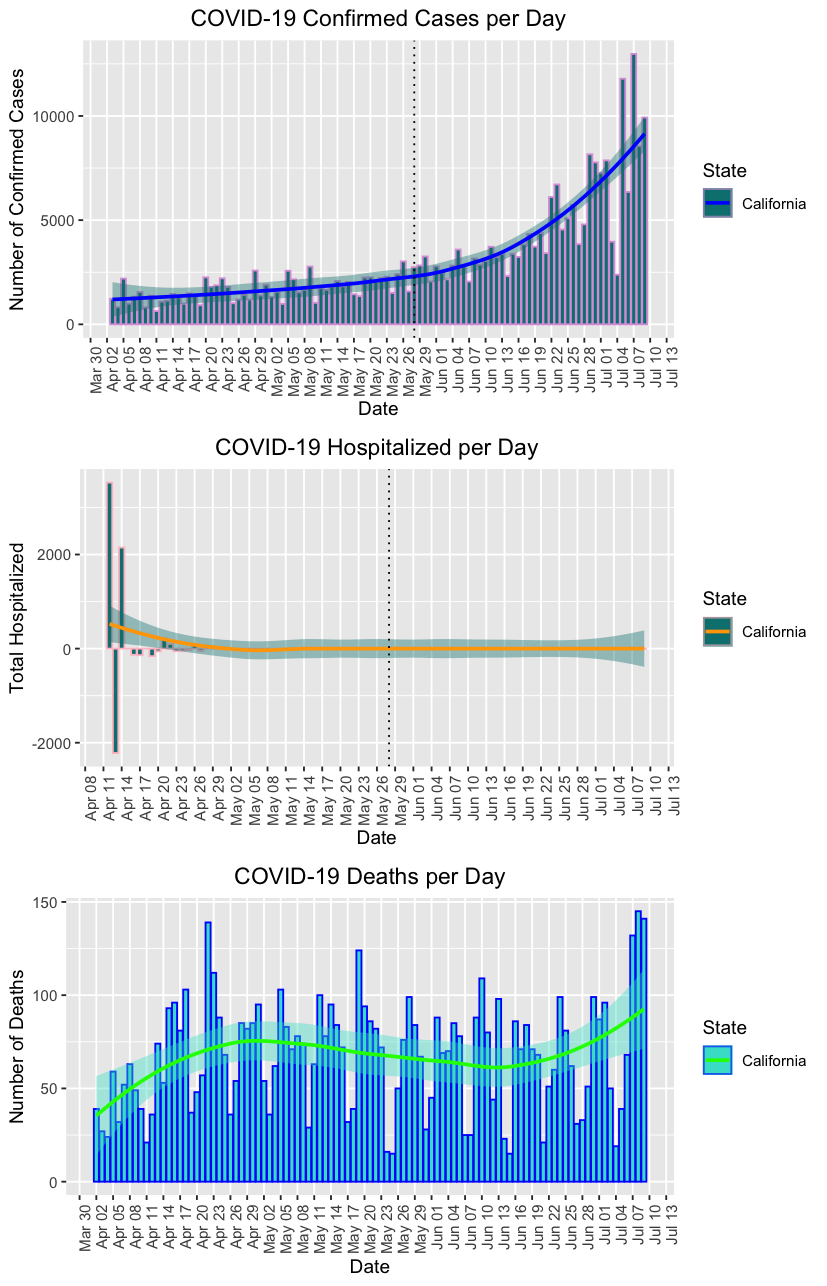 COVID-19 Confirmed Cases per Day
Number of Confirmed Cases
10000
5000
0
Mar 30
Apr 02
Apr 05
Apr 08
Apr 11
Apr 14
Apr 17
Apr 20
Apr 23
Apr 26
Apr 29
May 02
May 05
May 08
May 11
May 14
May 17
May 20
May 23
May 26
May 29
Jun 01
Jun 04
Jun 07
Jun 10
Jun 13
Jun 16
Jun 19
Jun 22
Jun 25
Jun 28
Jul 01
Jul 04
Jul 07
Jul 10
Jul 13
Date
State
California
COVID-19 Hospitalized per Day
Total Hospitalized
2000
0
-2000
Apr 08
Apr 11
Apr 14
Apr 17
Apr 20
Apr 23
Apr 26
Apr 29
May 02
May 05
May 08
May 11
May 14
May 17
May 20
May 23
May 26
May 29
Jun 01
Jun 04
Jun 07
Jun 10
Jun 13
Jun 16
Jun 19
Jun 22
Jun 25
Jun 28
Jul 01
Jul 04
Jul 07
Jul 10
Jul 13
Date
State
California
COVID-19 Deaths per Day
Number of Deaths
150
100
50
0
Mar 30
Apr 02
Apr 05
Apr 08
Apr 11
Apr 14
Apr 17
Apr 20
Apr 23
Apr 26
Apr 29
May 02
May 05
May 08
May 11
May 14
May 17
May 20
May 23
May 26
May 29
Jun 01
Jun 04
Jun 07
Jun 10
Jun 13
Jun 16
Jun 19
Jun 22
Jun 25
Jun 28
Jul 01
Jul 04
Jul 07
Jul 10
Jul 13
Date
State
California